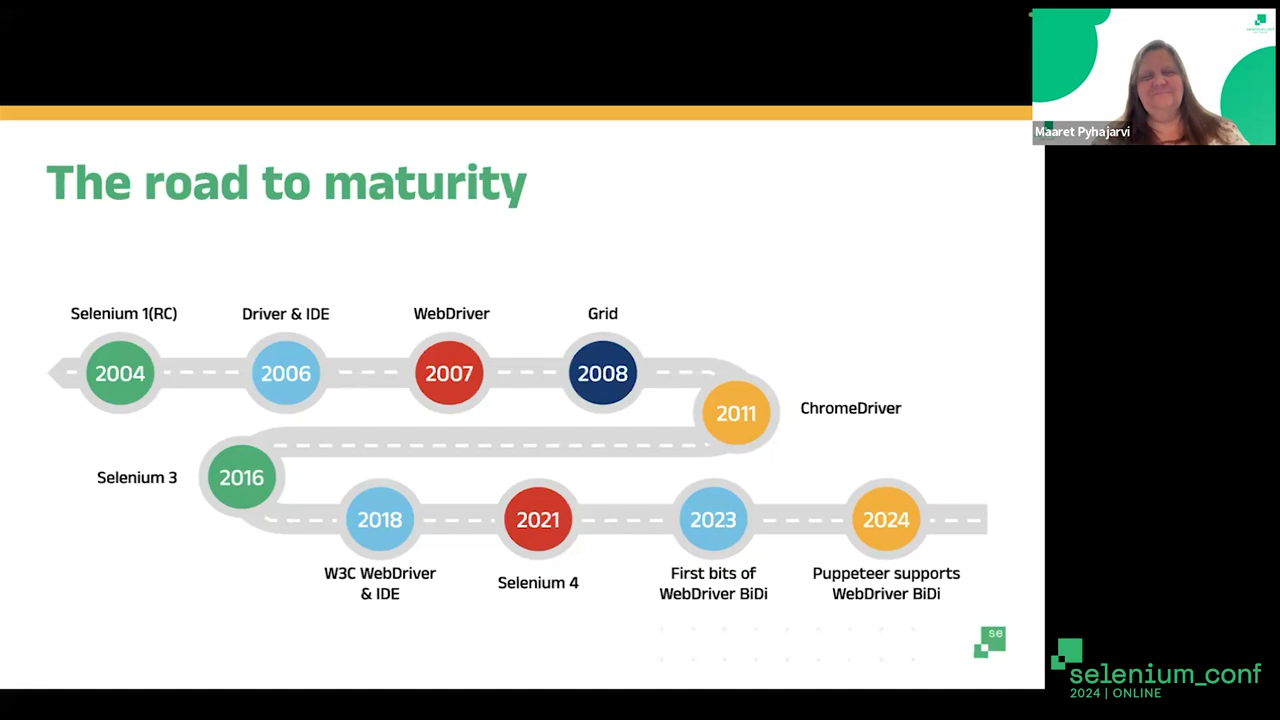 Maaret Pyhajarvi
The road to maturity
Selenium 1(RC)
Driver & IDE
WebDriver
Grid
2004
2006
2007
2008
2011
ChromeDriver
Selenium 3
2016
2018
2021
2023
2024
W3C WebDriver
& IDE
Selenium 4
First bits of
WebDriver BiDi
Puppeteer supports
WebDriver BiDi
se
selenium_conf
2024 | ONLINE